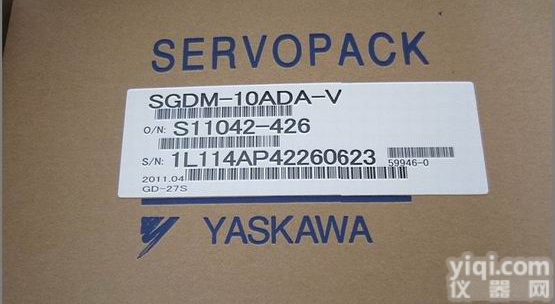 SERVOPACK
SGDM-10ADA-V
O/N: S11042-426
S/N: 1L114AP42260623 59946-0
2011.04
GD-27S
YASKAWA
yiqi.com
仪器网